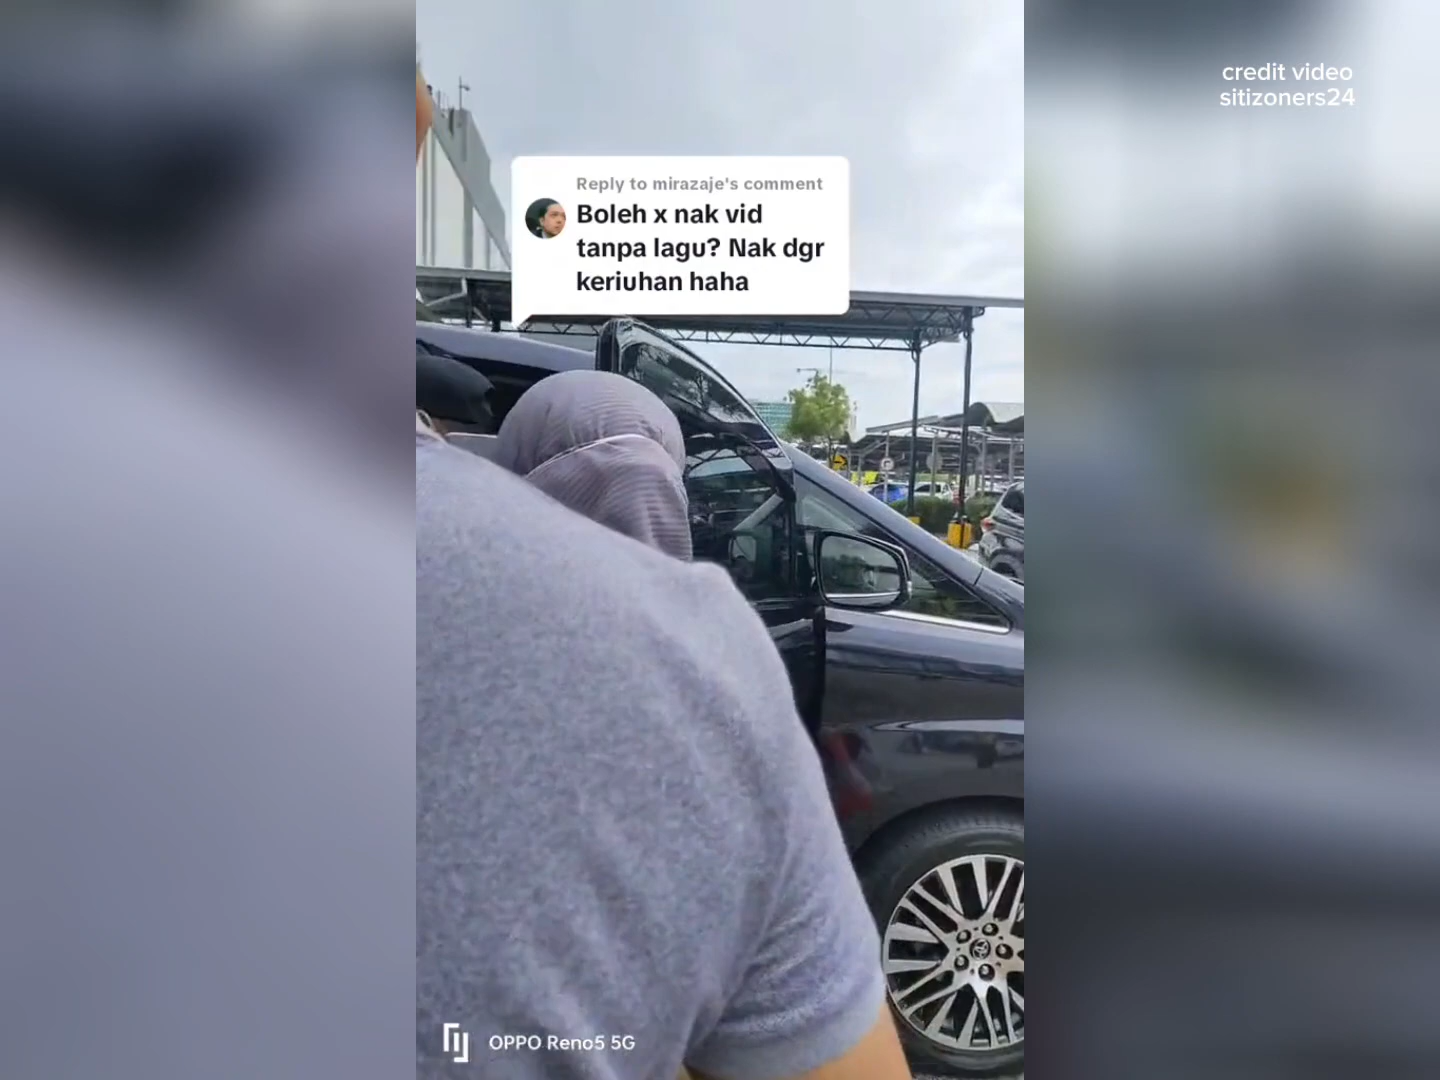 credit video
sitizoners24
Reply to mirazaje's comment
Boleh x nak vid
tanpa lagu? Nak dgr
keriuhan haha
OPPO Reno5 5G